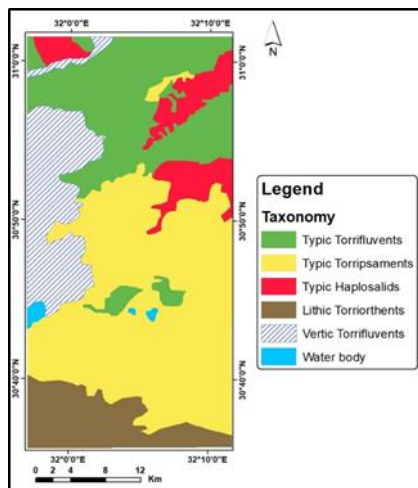 32°0'0"E 32°10'0"E
N
31°0'0"N 31°0'0"N
30°50'0"N 30°50'0"N
30°40'0"N 30°40'0"N
32°0'0"E 32°10'0"E
0 2 4 8 12
Km
Legend
Taxonomy
Typic Torrifluvents
Typic Torripsaments
Typic Haplosalids
Lithic Torriorthents
Vertic Torrifluvents
Water body